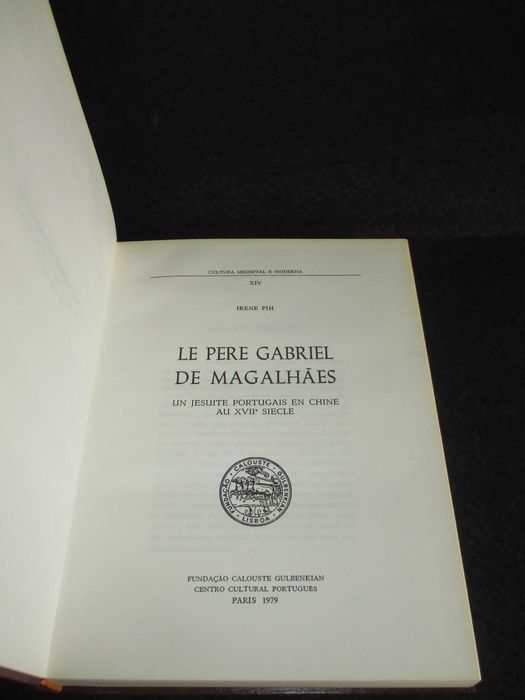 CULTURA MEDIEVAL E MODERNA
XIV
IRENE PIH
LE PERE GABRIEL
DE MAGALHÃES
UN JESUITE PORTUGAIS EN CHINE
AU XVIIe SIECLE
FUNDAÇÃO CALOUSTE GULBENKIAN
LISBOA
FUNDAÇÃO CALOUSTE GULBENKIAN
CENTRO CULTURAL PORTUGUÊS
PARIS 1979